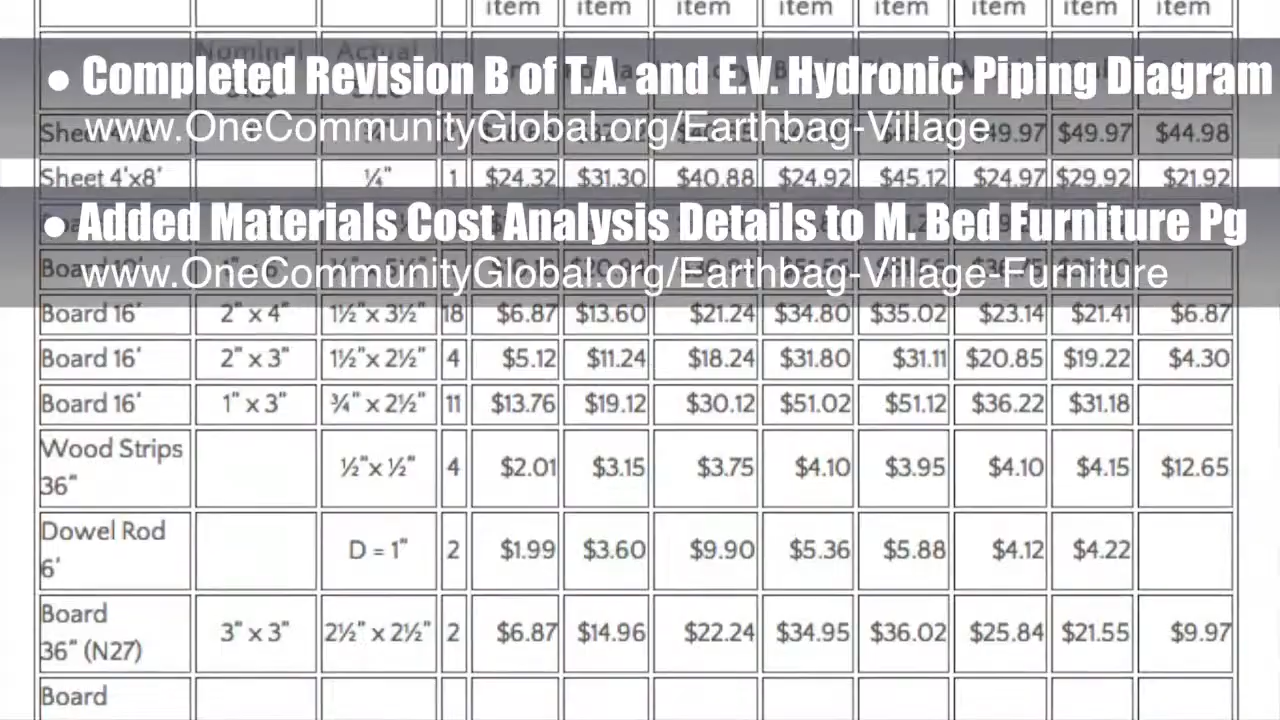 item item item item item item item item
● Completed Revision B of T.A. and E.V. Hydronic Piping Diagram
www.OneCommunityGlobal.org/Earthbag-Village
Sheet 4'x8' $49.97 $49.97 $44.98
Sheet 4'x8' ¼" 1 $24.32 $31.30 $40.88 $24.92 $45.12 $24.97 $29.92 $21.92
● Added Materials Cost Analysis Details to M. Bed Furniture Pg
www.OneCommunityGlobal.org/Earthbag-Village-Furniture
Board 16' 2" x 4" 1½" x 3½" 18 $6.87 $13.60 $21.24 $34.80 $35.02 $23.14 $21.41 $6.87
Board 16' 2" x 3" 1½"x 2½" 4 $5.12 $11.24 $18.24 $31.80 $31.11 $20.85 $19.22 $4.30
Board 16' 1" x 3" ¾" x 2½" 11 $13.76 $19.12 $30.12 $51.02 $51.12 $36.22 $31.18
Wood Strips
36" ½"x ½" 4 $2.01 $3.15 $3.75 $4.10 $3.95 $4.10 $4.15 $12.65
Dowel Rod
6' D = 1" 2 $1.99 $3.60 $9.90 $5.36 $5.88 $4.12 $4.22
Board
36" (N27) 3" x 3" 2½" x 2½" 2 $6.87 $14.96 $22.24 $34.95 $36.02 $25.84 $21.55 $9.97
Board